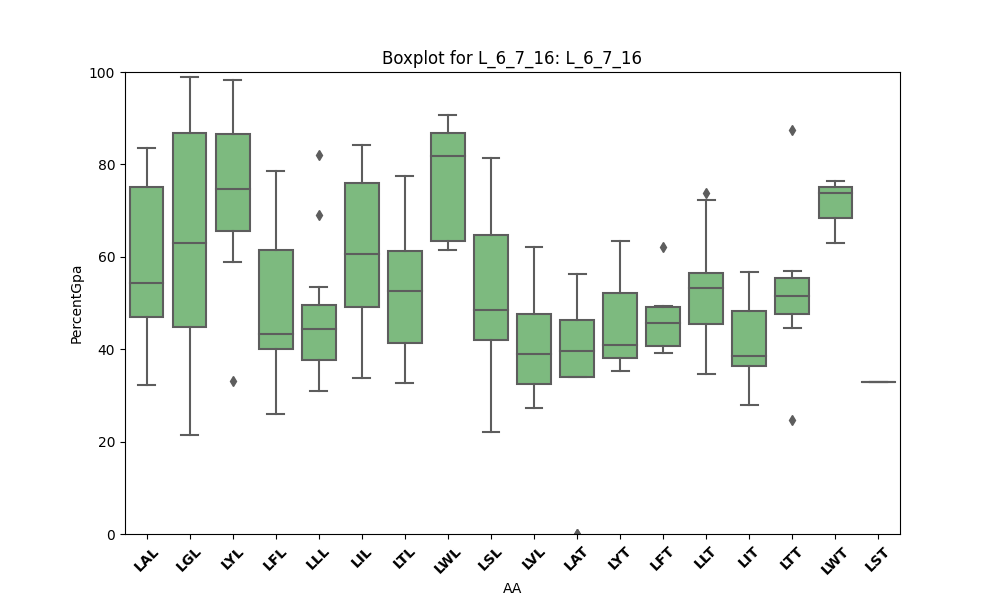 Boxplot for L_6_7_16: L_6_7_16
100
80
60
40
20
0
PercentGpa
LAL LGL LYL LFL LLL LIL LTL LWL LSL LVL LAT LYT LFT LLT LIT LTT LWT LST
AA